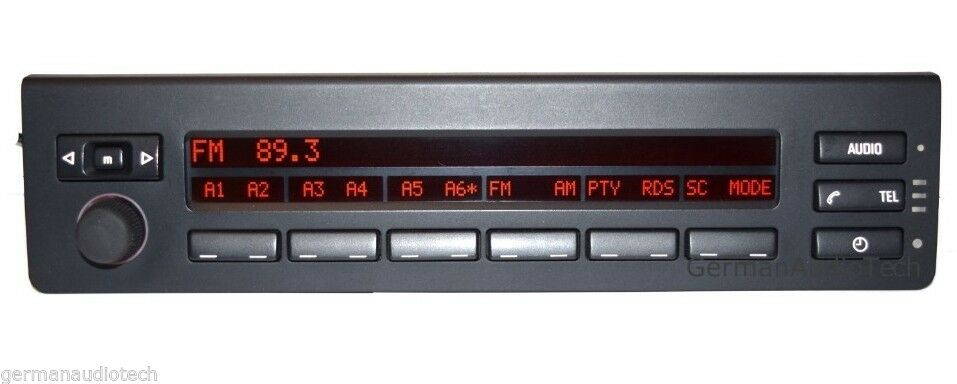 FM 89.3
m
AUDIO
A1 A2 A3 A4 A5 A6* FM AM PTY RDS SC MODE
TEL
GermanAudioTech
germanaudiotech